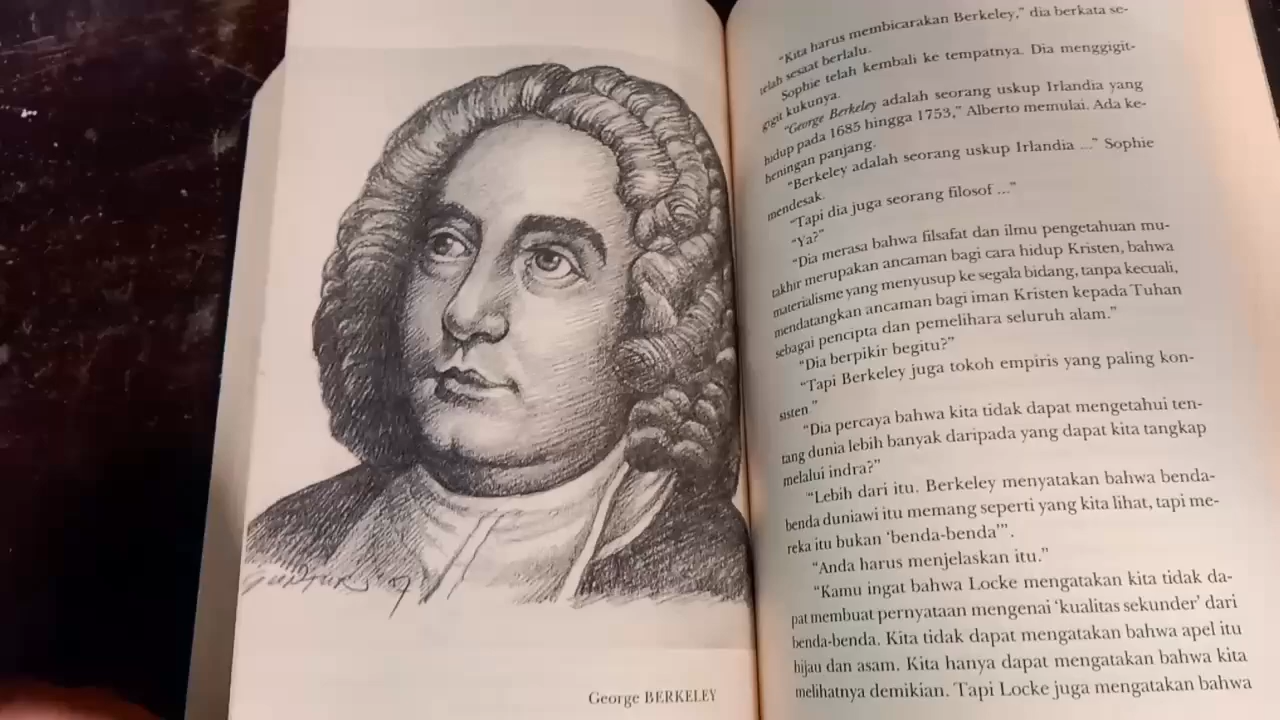 George BERKELEY
"Kita harus membicarakan Berkeley," dia berkata se-
telah sesaat berlalu.
Sophie telah kembali ke tempatnya. Dia menggigit-
gigit kukunya.
"George Berkeley adalah seorang uskup Irlandia yang
hidup pada 1685 hingga 1753," Alberto memulai. Ada ke-
heningan panjang.
"Berkeley adalah seorang uskup Irlandia ..." Sophie
mendesak.
"Tapi dia juga seorang filosof ..."
"Ya?"
"Dia merasa bahwa filsafat dan ilmu pengetahuan mu-
takhir merupakan ancaman bagi cara hidup Kristen, bahwa
materialisme yang menyusup ke segala bidang, tanpa kecuali,
mendatangkan ancaman bagi iman Kristen kepada Tuhan
sebagai pencipta dan pemelihara seluruh alam."
"Dia berpikir begitu?"
"Tapi Berkeley juga tokoh empiris yang paling kon-
sisten."
"Dia percaya bahwa kita tidak dapat mengetahui ten-
tang dunia lebih banyak daripada yang dapat kita tangkap
melalui indra?"
"Lebih dari itu. Berkeley menyatakan bahwa benda-
benda duniawi itu memang seperti yang kita lihat, tapi me-
reka itu bukan 'benda-benda'".
"Anda harus menjelaskan itu."
"Kamu ingat bahwa Locke mengatakan kita tidak da-
pat membuat pernyataan mengenai 'kualitas sekunder' dari
benda-benda. Kita tidak dapat mengatakan bahwa apel itu
hijau dan asam. Kita hanya dapat mengatakan bahwa kita
melihatnya demikian. Tapi Locke juga mengatakan bahwa